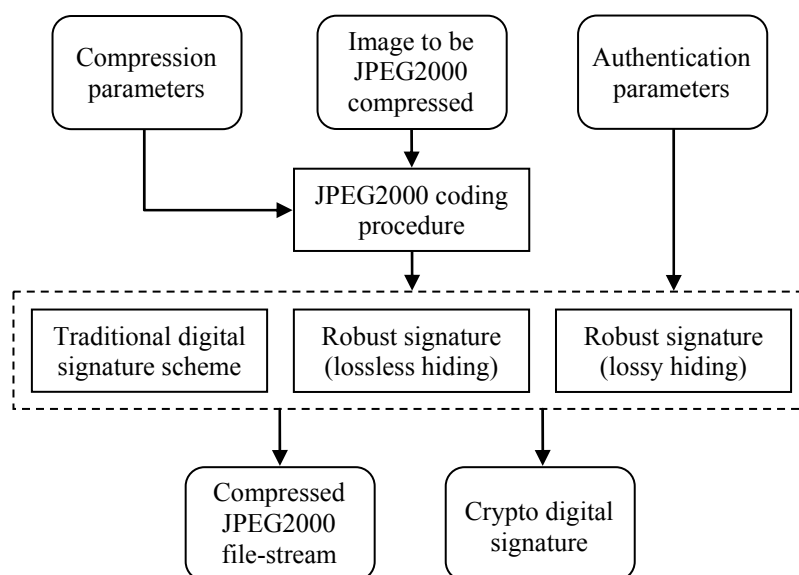 Compression
parameters
Image to be
JPEG2000
compressed
Authentication
parameters
JPEG2000 coding
procedure
Traditional digital
signature scheme
Robust signature
(lossless hiding)
Robust signature
(lossy hiding)
Compressed
JPEG2000
file-stream
Crypto digital
signature